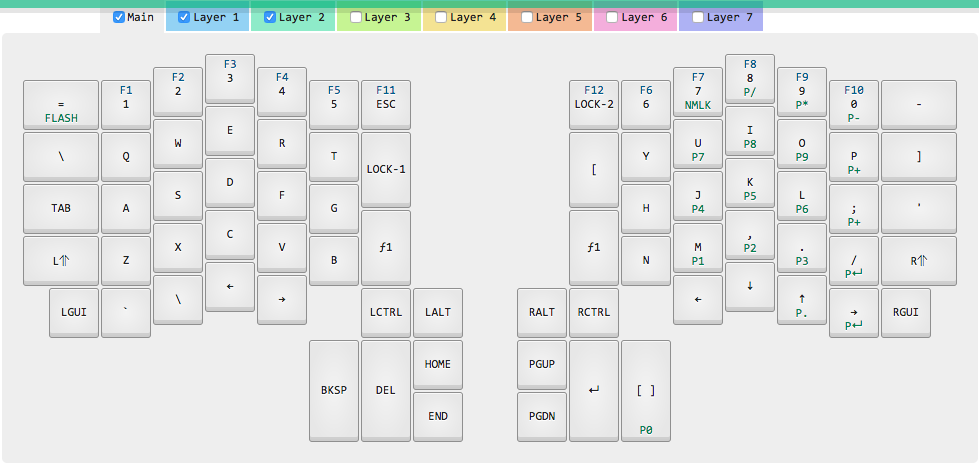 Main Layer 1 Layer 2 Layer 3 Layer 4 Layer 5 Layer 6 Layer 7
=
FLASH
F1
1
F2
2
F3
3
F4
4
F5
5
F11
ESC
F12
LOCK-2
F6
6
F7
7
NMLK
F8
8
P/
F9
9
P*
F10
0
P-
-
\
Q
W
E
R
T
LOCK-1
[
Y
U
P7
I
P8
O
P9
P
P+
]
TAB
A
S
D
F
G
H
J
P4
K
P5
L
P6
;
P+
'
L⇑
Z
X
C
V
B
ƒ1
ƒ1
N
M
P1
,
P2
.
P3
/
P↵
R⇑
LGUI
`
\
←
→
LCTRL
LALT
RALT
RCTRL
←
↓
↑
P.
→
P↵
RGUI
BKSP
DEL
HOME
PGUP
↵
[ ]
P0
END
PGDN